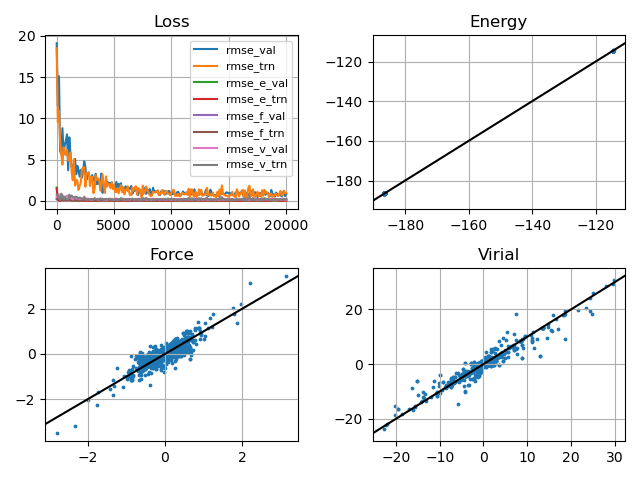 Loss
20
15
10
5
0
0 5000 10000 15000 20000
rmse_val
rmse_trn
rmse_e_val
rmse_e_trn
rmse_f_val
rmse_f_trn
rmse_v_val
rmse_v_trn
Energy
−120
−140
−160
−180
−180 −160 −140 −120
Force
2
0
−2
−2 0 2
Virial
20
0
−20
−20 −10 0 10 20 30